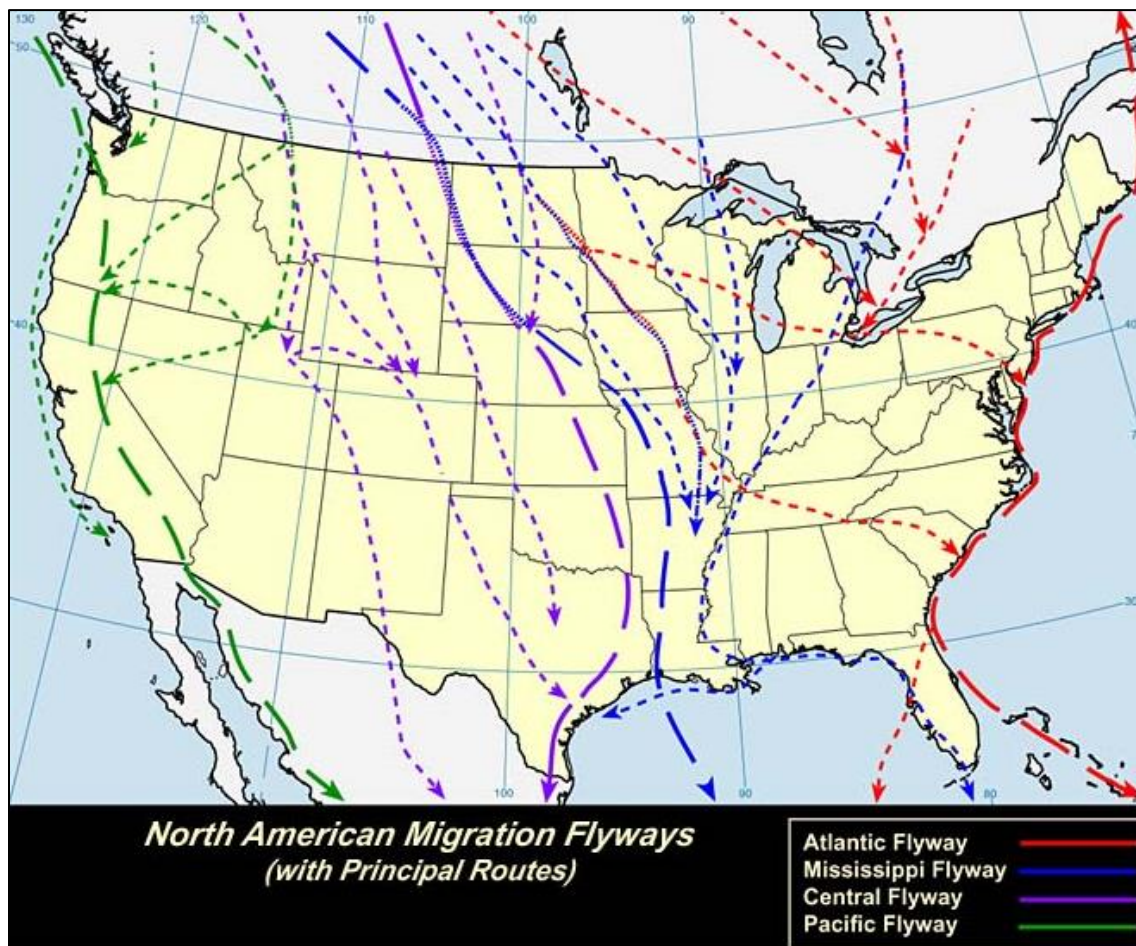 130
120
110
100
90
50
40
40
30
100
90
80
North American Migration Flyways
(with Principal Routes)
Atlantic Flyway
Mississippi Flyway
Central Flyway
Pacific Flyway